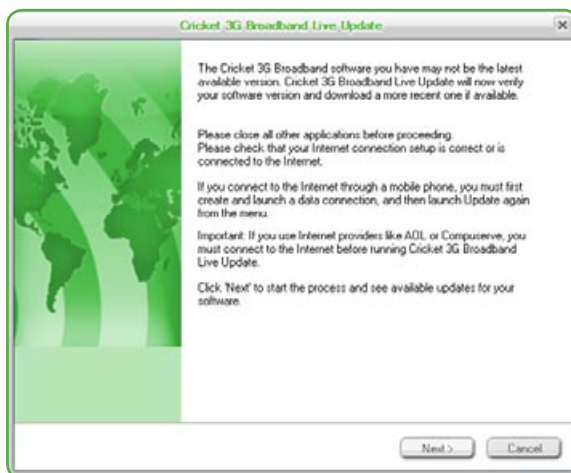 Cricket 3G Broadband Live Update
The Cricket 3G Broadband software you have may not be the latest
available version. Cricket 3G Broadband Live Update will now verify
your software version and download a more recent one if available.
Please close all other applications before proceeding.
Please check that your Internet connection setup is correct or is
connected to the Internet.
If you connect to the Internet through a mobile phone, you must first
create and launch a data connection, and then launch Update again
from the menu.
Important: If you use Internet providers like AOL or Compuserve, you
must connect to the Internet before running Cricket 3G Broadband
Live Update.
Click 'Next' to start the process and see available updates for your
software.
Next >
Cancel